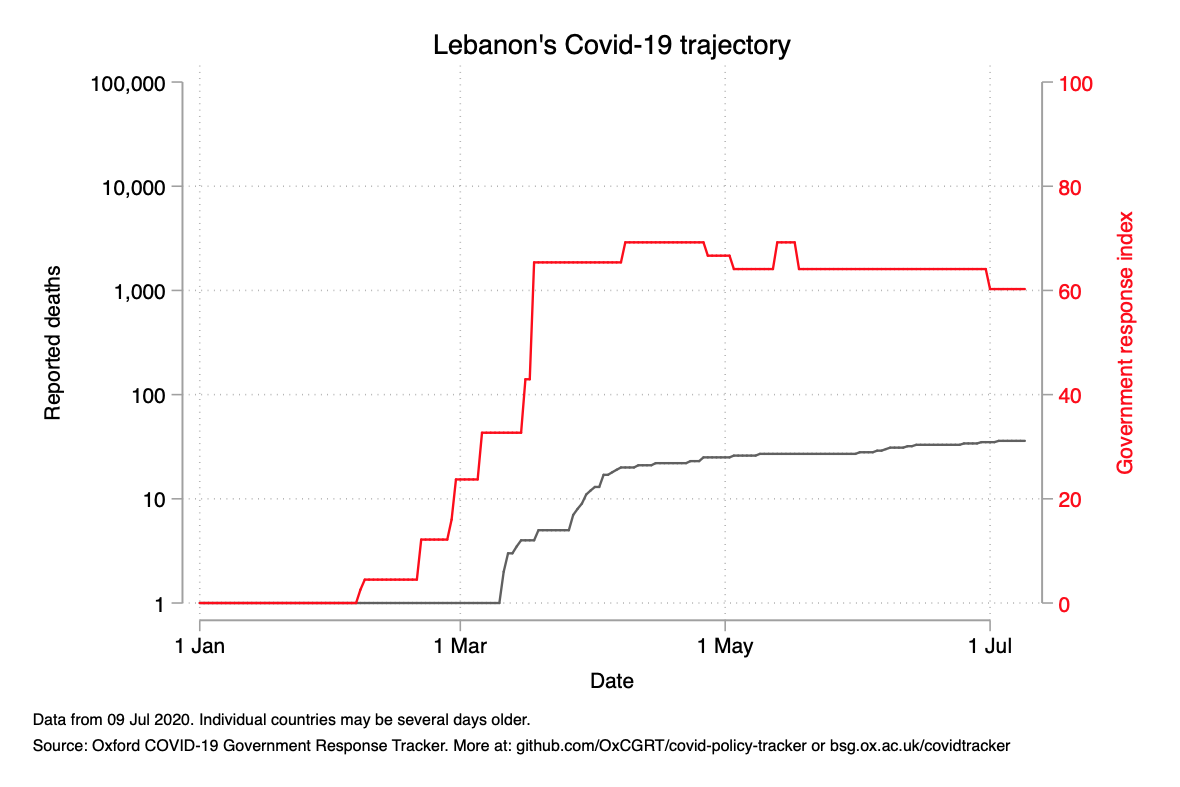 Lebanon's Covid-19 trajectory
100,000
10,000
1,000
100
10
1
Reported deaths
100
80
60
40
20
0
Government response index
1 Jan
1 Mar
1 May
1 Jul
Date
Data from 09 Jul 2020. Individual countries may be several days older.
Source: Oxford COVID-19 Government Response Tracker. More at: github.com/OxCGRT/covid-policy-tracker or bsg.ox.ac.uk/covidtracker